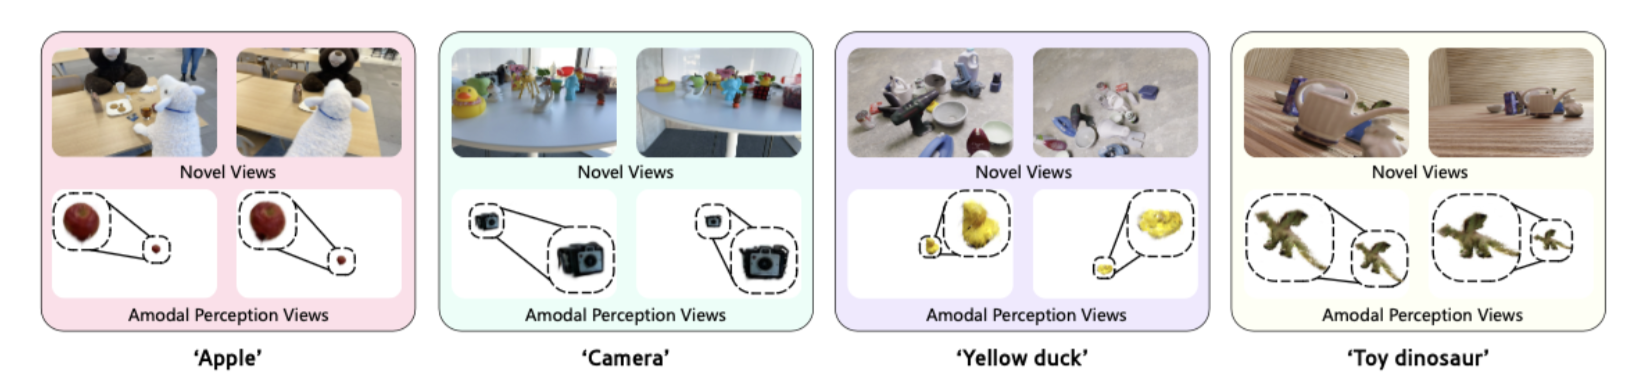 Novel Views
Novel Views
Novel Views
Novel Views
Amodal Perception Views
Amodal Perception Views
Amodal Perception Views
Amodal Perception Views
‘Apple’
‘Camera’
‘Yellow duck’
‘Toy dinosaur’